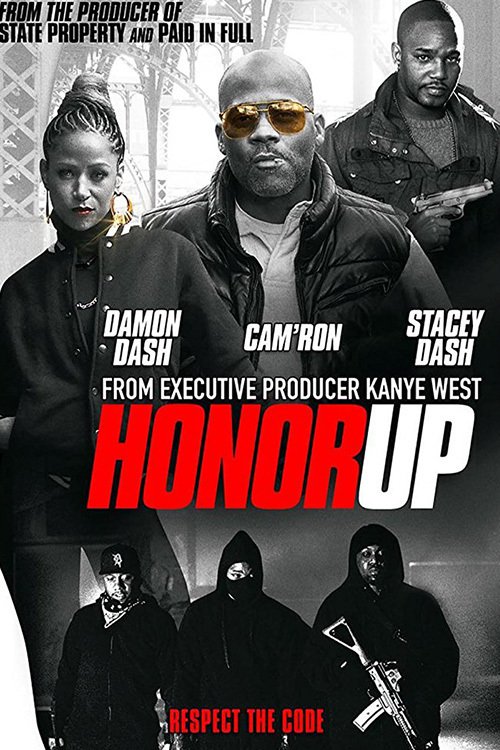 FROM THE PRODUCER OF
STATE PROPERTY AND PAID IN FULL
DAMON
DASH
CAM'RON
STACEY
DASH
FROM EXECUTIVE PRODUCER KANYE WEST
HONOR UP
RESPECT THE CODE